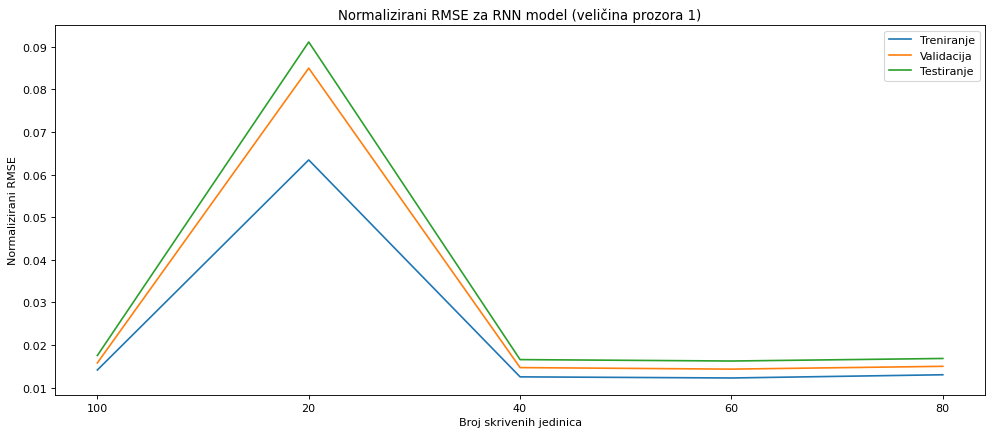 Normalizirani RMSE za RNN model (veličina prozora 1)
Treniranje
Validacija
Testiranje
Normalizirani RMSE
0.09
0.08
0.07
0.06
0.05
0.04
0.03
0.02
0.01
100 20 40 60 80
Broj skrivenih jedinica